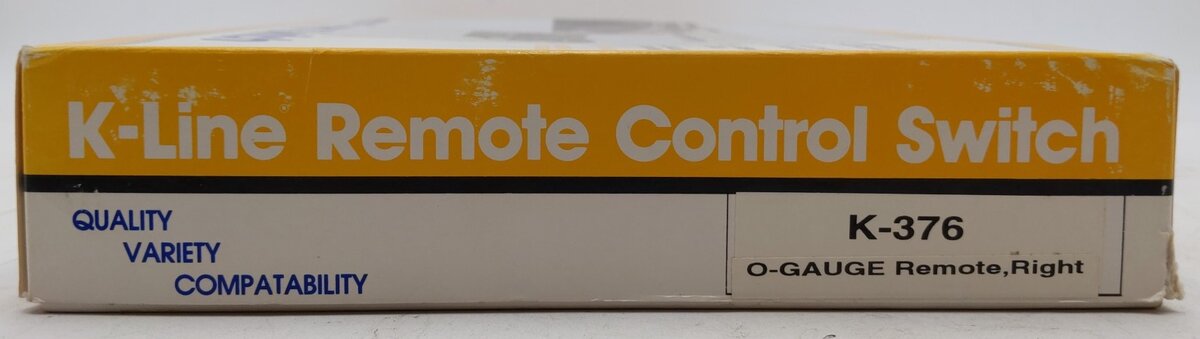 K-Line Remote Control Switch
QUALITY
VARIETY
COMPATABILITY
K-376
O-GAUGE Remote,Right